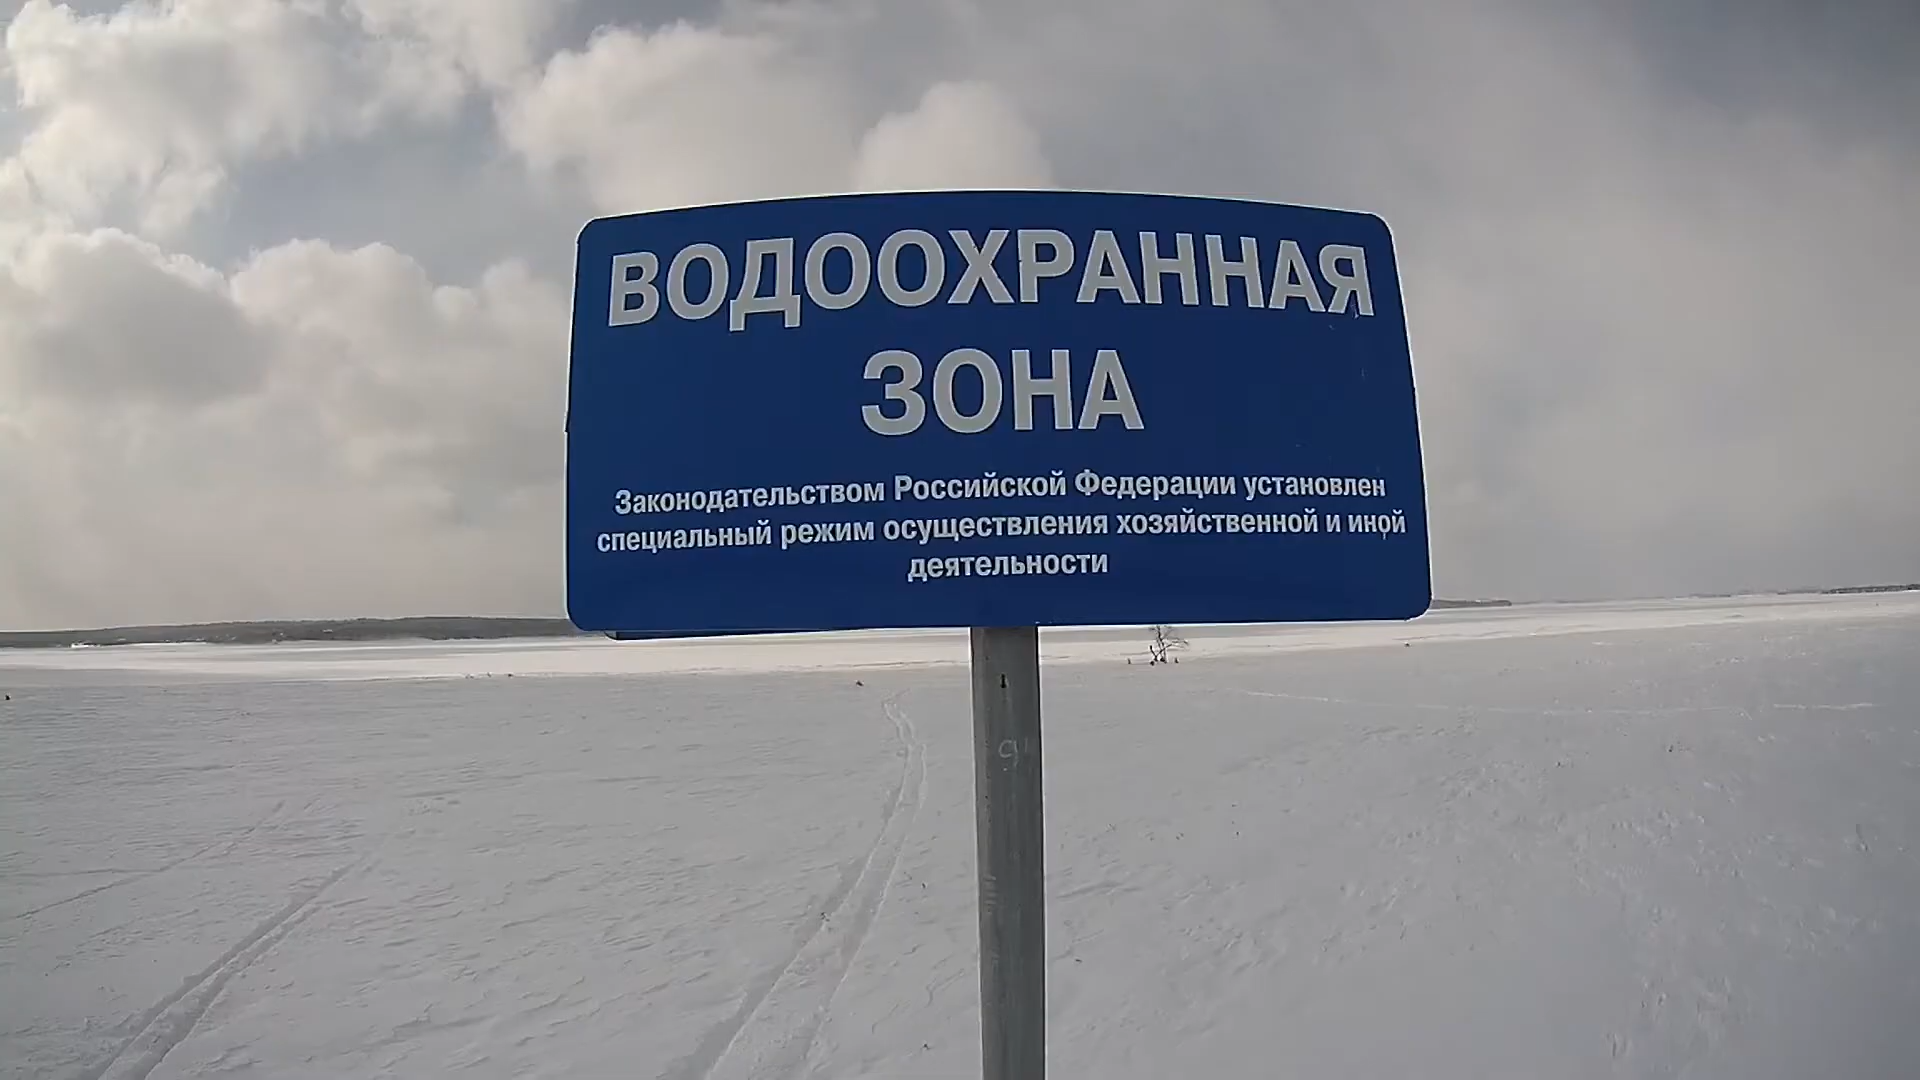 ВОДООХРАННАЯ
ЗОНА
Законодательством Российской Федерации установлен
специальный режим осуществления хозяйственной и иной
деятельности